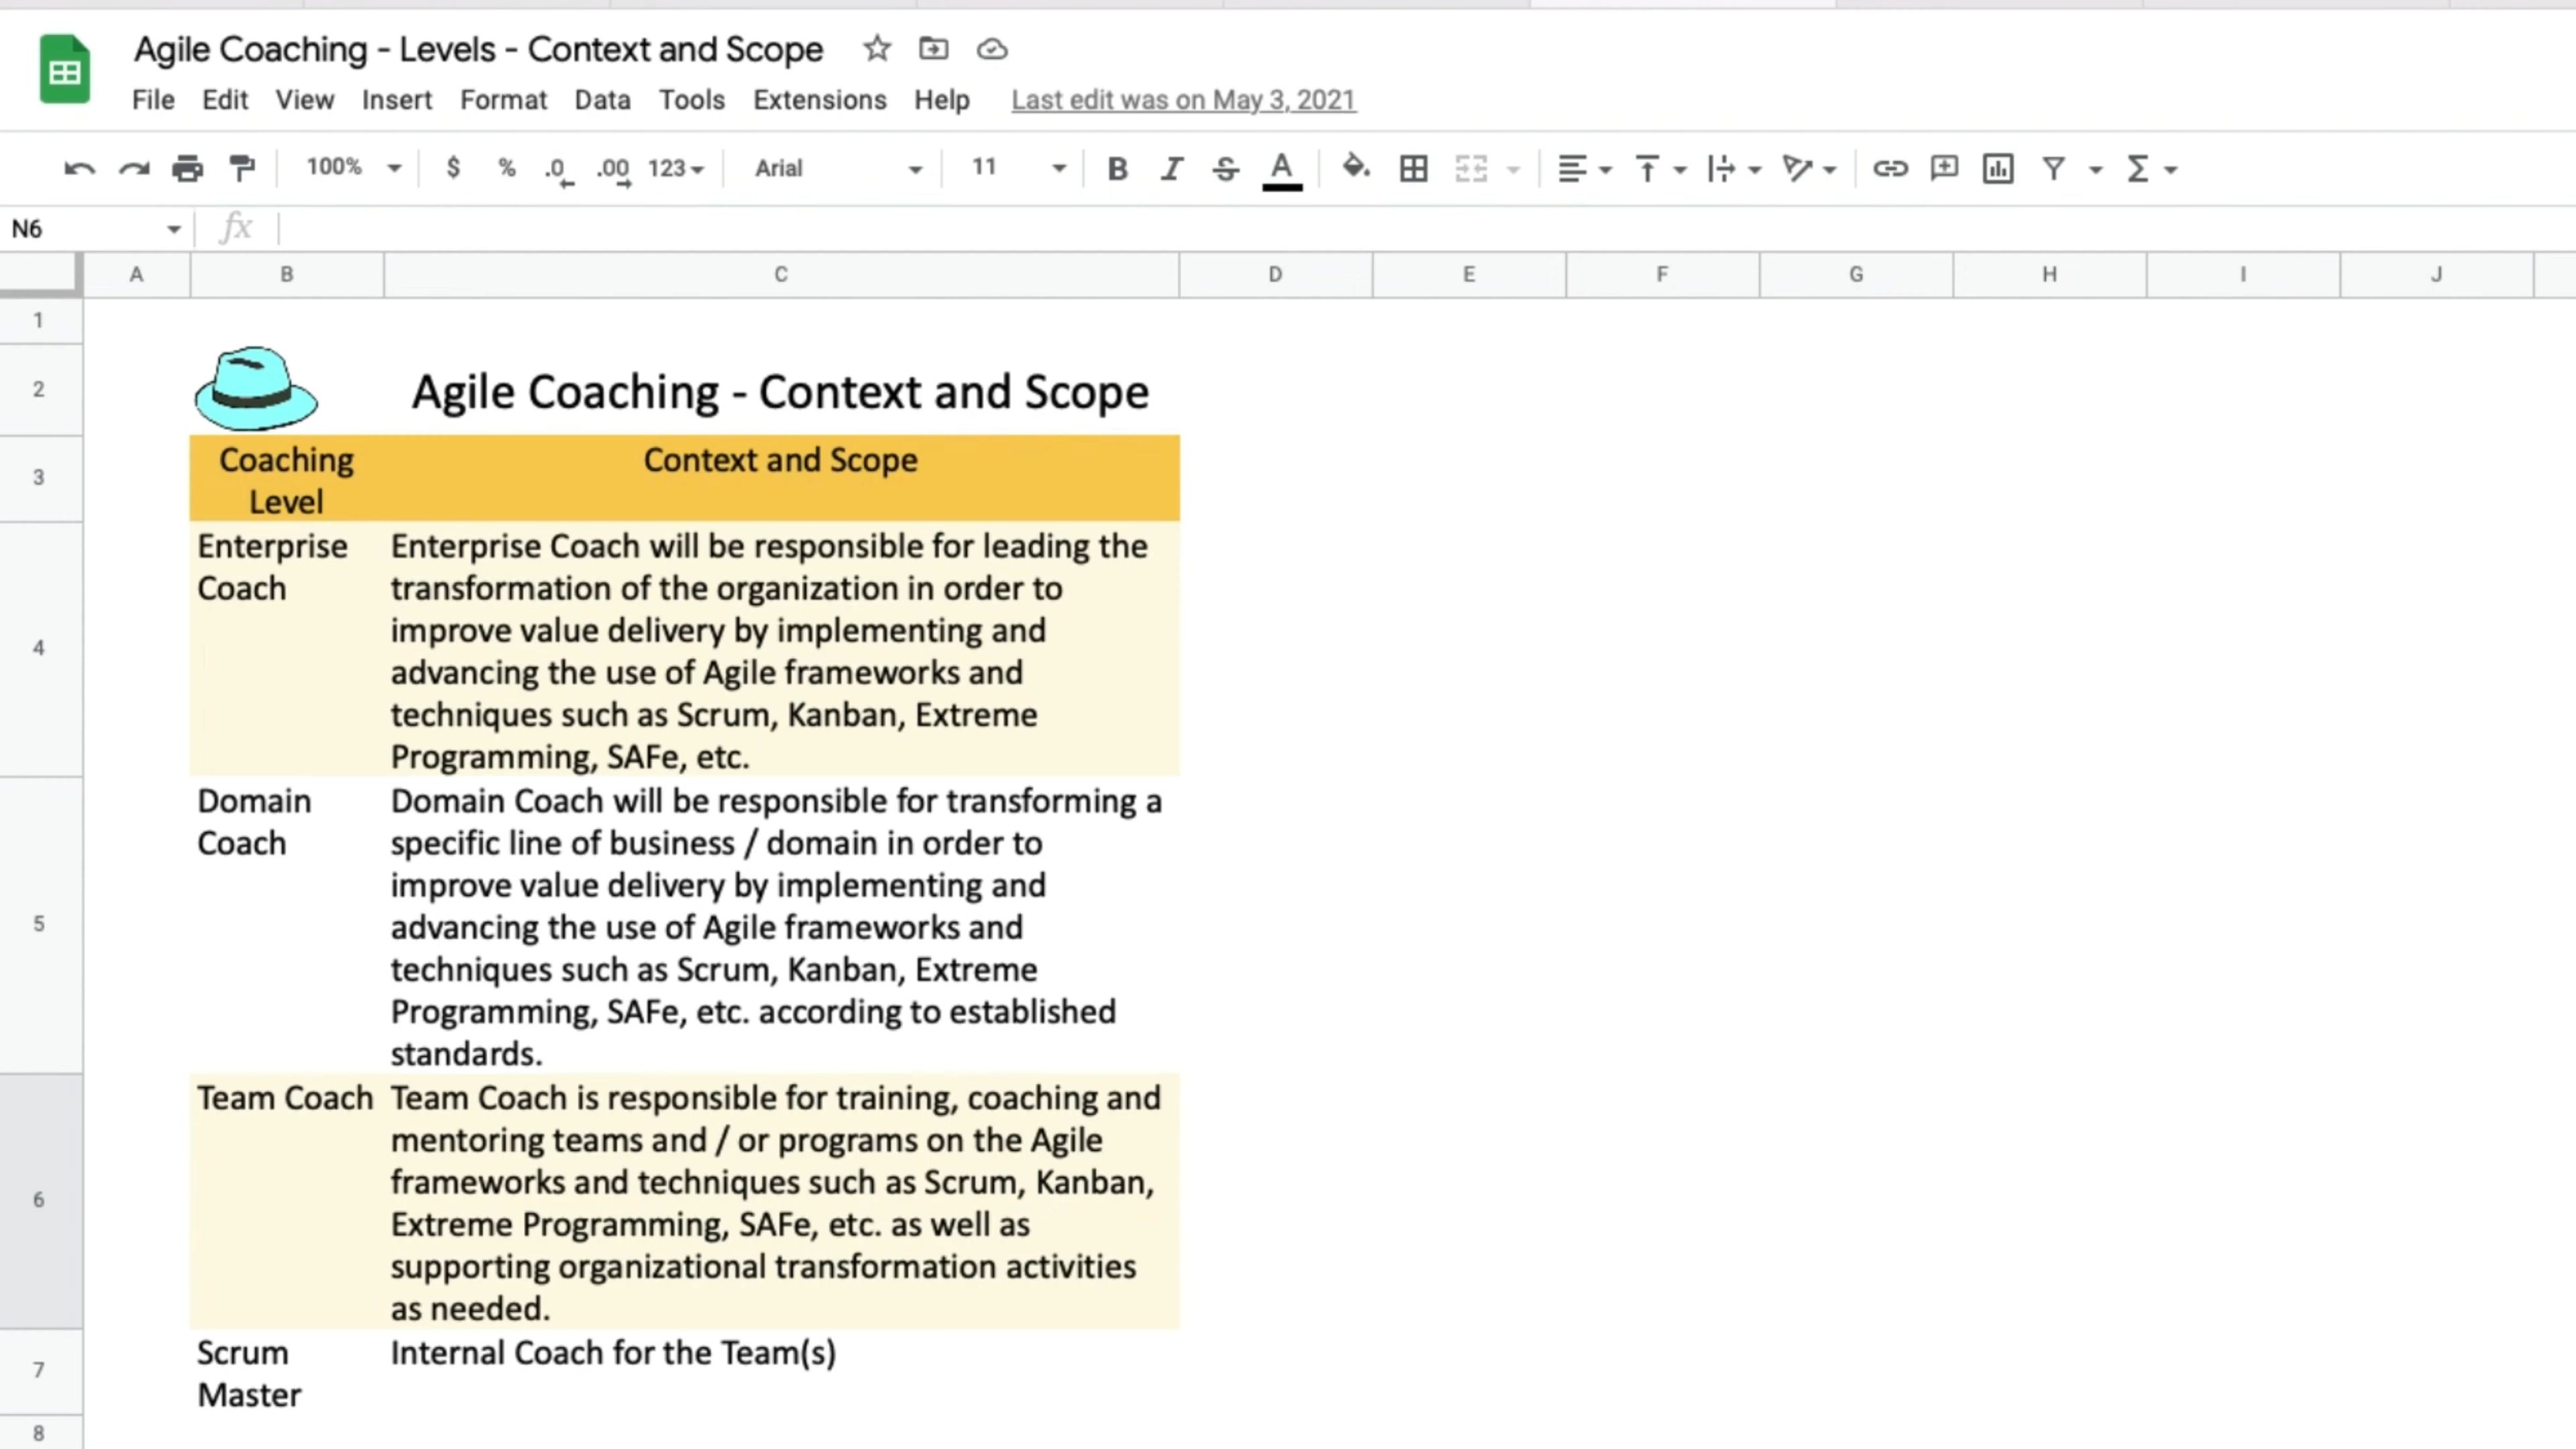 Agile Coaching - Levels - Context and Scope
File Edit View Insert Format Data Tools Extensions Help Last edit was on May 3, 2021
100% $ % .0 .00 123 Arial 11 B I S A
N6 fx
A B C D E F G H I J
1
2 Agile Coaching - Context and Scope
3 Coaching Level Context and Scope
4
Enterprise
Coach
Enterprise Coach will be responsible for leading the
transformation of the organization in order to
improve value delivery by implementing and
advancing the use of Agile frameworks and
techniques such as Scrum, Kanban, Extreme
Programming, SAFe, etc.
5
Domain
Coach
Domain Coach will be responsible for transforming a
specific line of business / domain in order to
improve value delivery by implementing and
advancing the use of Agile frameworks and
techniques such as Scrum, Kanban, Extreme
Programming, SAFe, etc. according to established
standards.
6
Team Coach
Team Coach is responsible for training, coaching and
mentoring teams and / or programs on the Agile
frameworks and techniques such as Scrum, Kanban,
Extreme Programming, SAFe, etc. as well as
supporting organizational transformation activities
as needed.
7
Scrum
Master
Internal Coach for the Team(s)
8